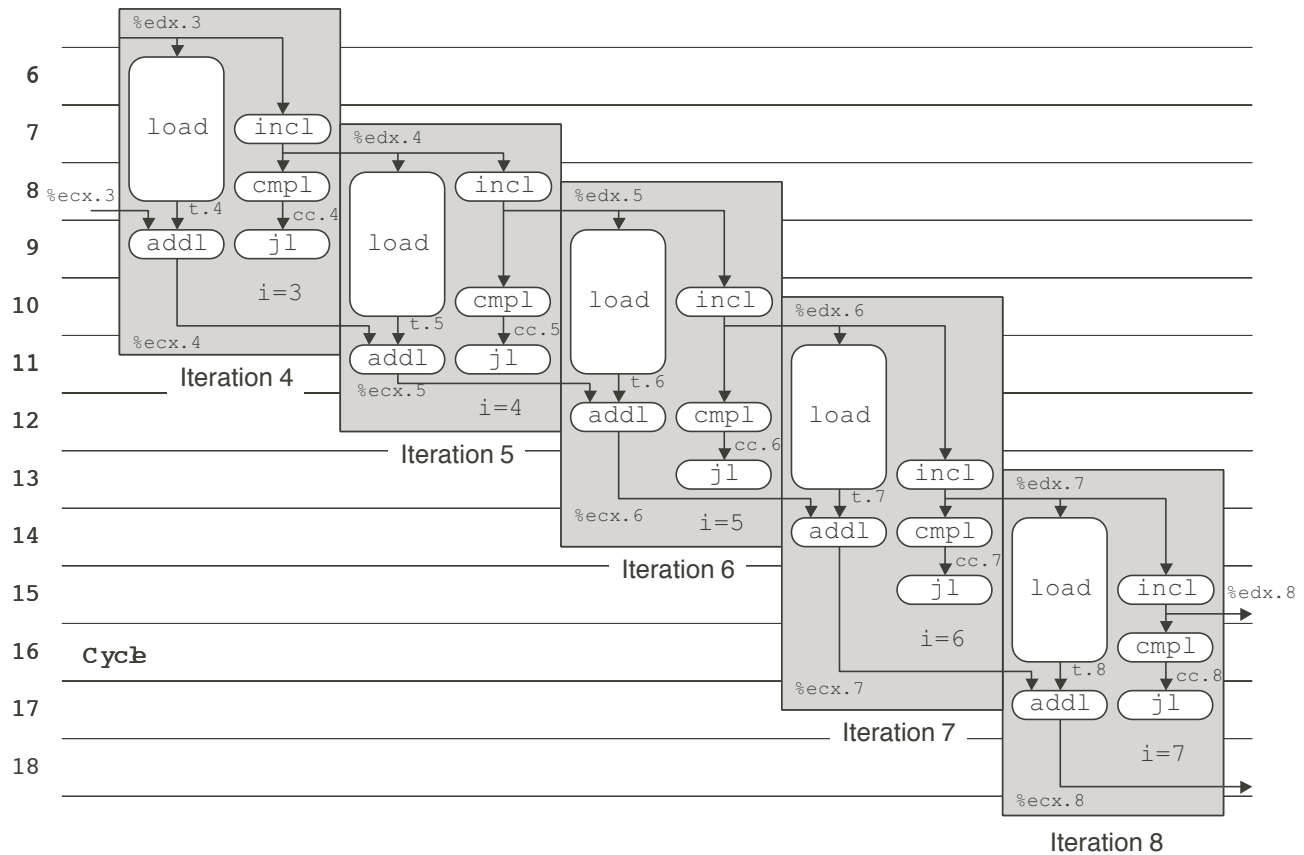 %edx.3
6
load
7
incl
%edx.4
8
%ecx.3
t.4
cmpl
cc.4
incl
%edx.5
9
addl
jl
load
i=3
10
cmpl
load
incl
%edx.6
t.5
cc.5
%ecx.4
11
addl
jl
Iteration 4
%ecx.5
t.6
i=4
12
addl
cmpl
load
cc.6
Iteration 5
13
jl
incl
%edx.7
t.7
%ecx.6
i=5
14
addl
cmpl
cc.7
Iteration 6
15
jl
load
incl
%edx.8
i=6
16
Cycle
cmpl
t.8
cc.8
%ecx.7
17
addl
jl
Iteration 7
i=7
18
%ecx.8
Iteration 8